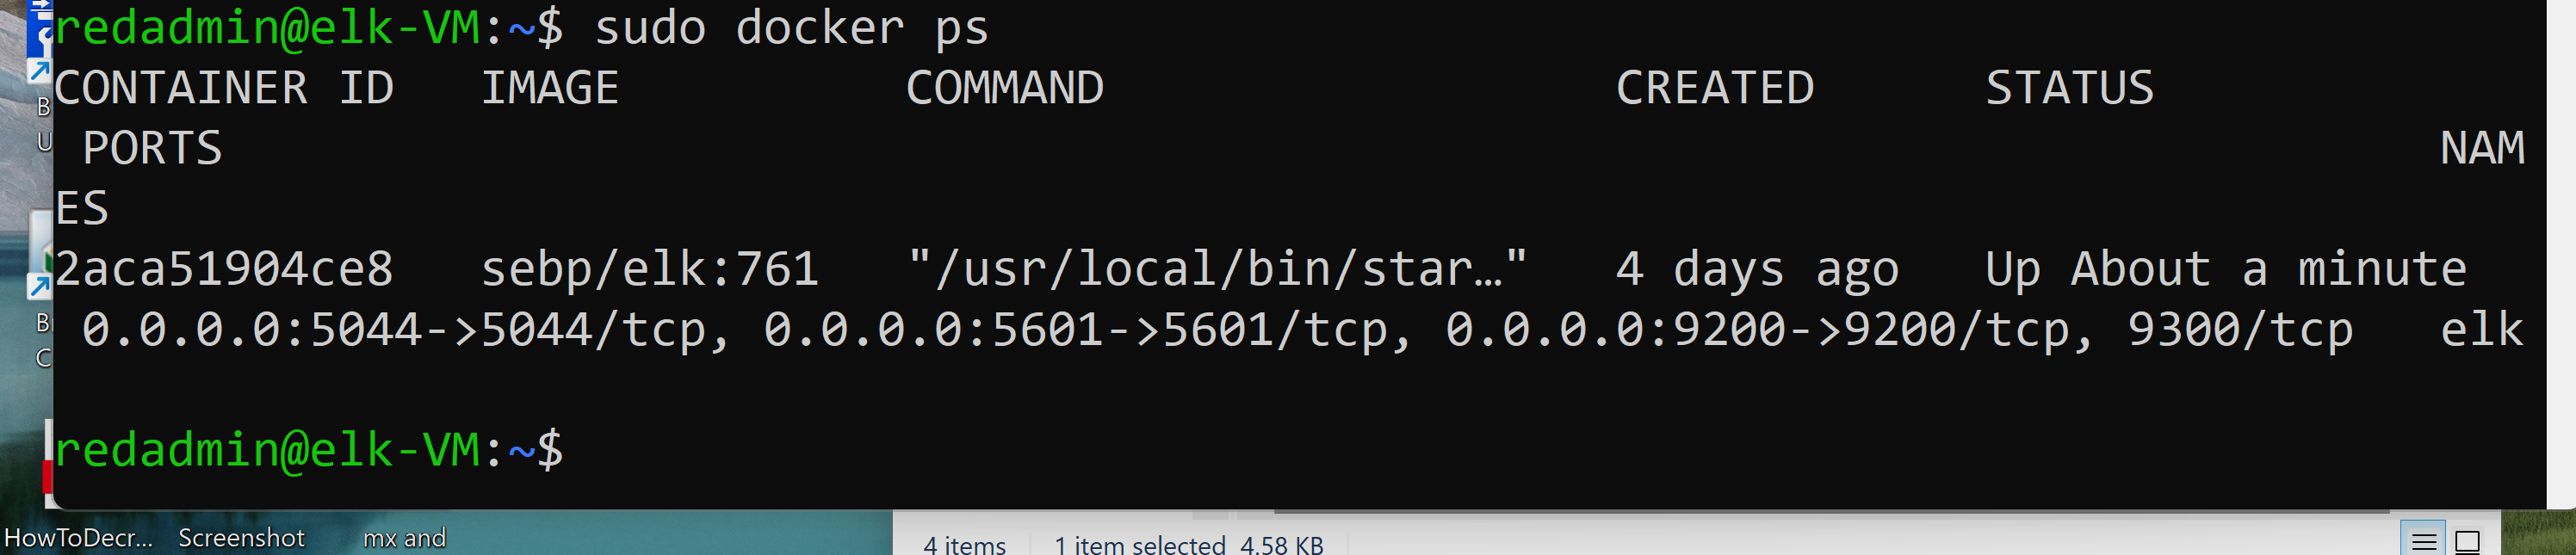 redadmin@elk-VM:~$ sudo docker ps
CONTAINER ID   IMAGE          COMMAND                  CREATED      STATUS
 PORTS                                                                              NAM
ES
2aca51904ce8   sebp/elk:761   "/usr/local/bin/star…"   4 days ago   Up About a minute
 0.0.0.0:5044->5044/tcp, 0.0.0.0:5601->5601/tcp, 0.0.0.0:9200->9200/tcp, 9300/tcp   elk
redadmin@elk-VM:~$
B
U
B
C
HowToDecr... Screenshot mx and
4 items 1 item selected 4.58 KB